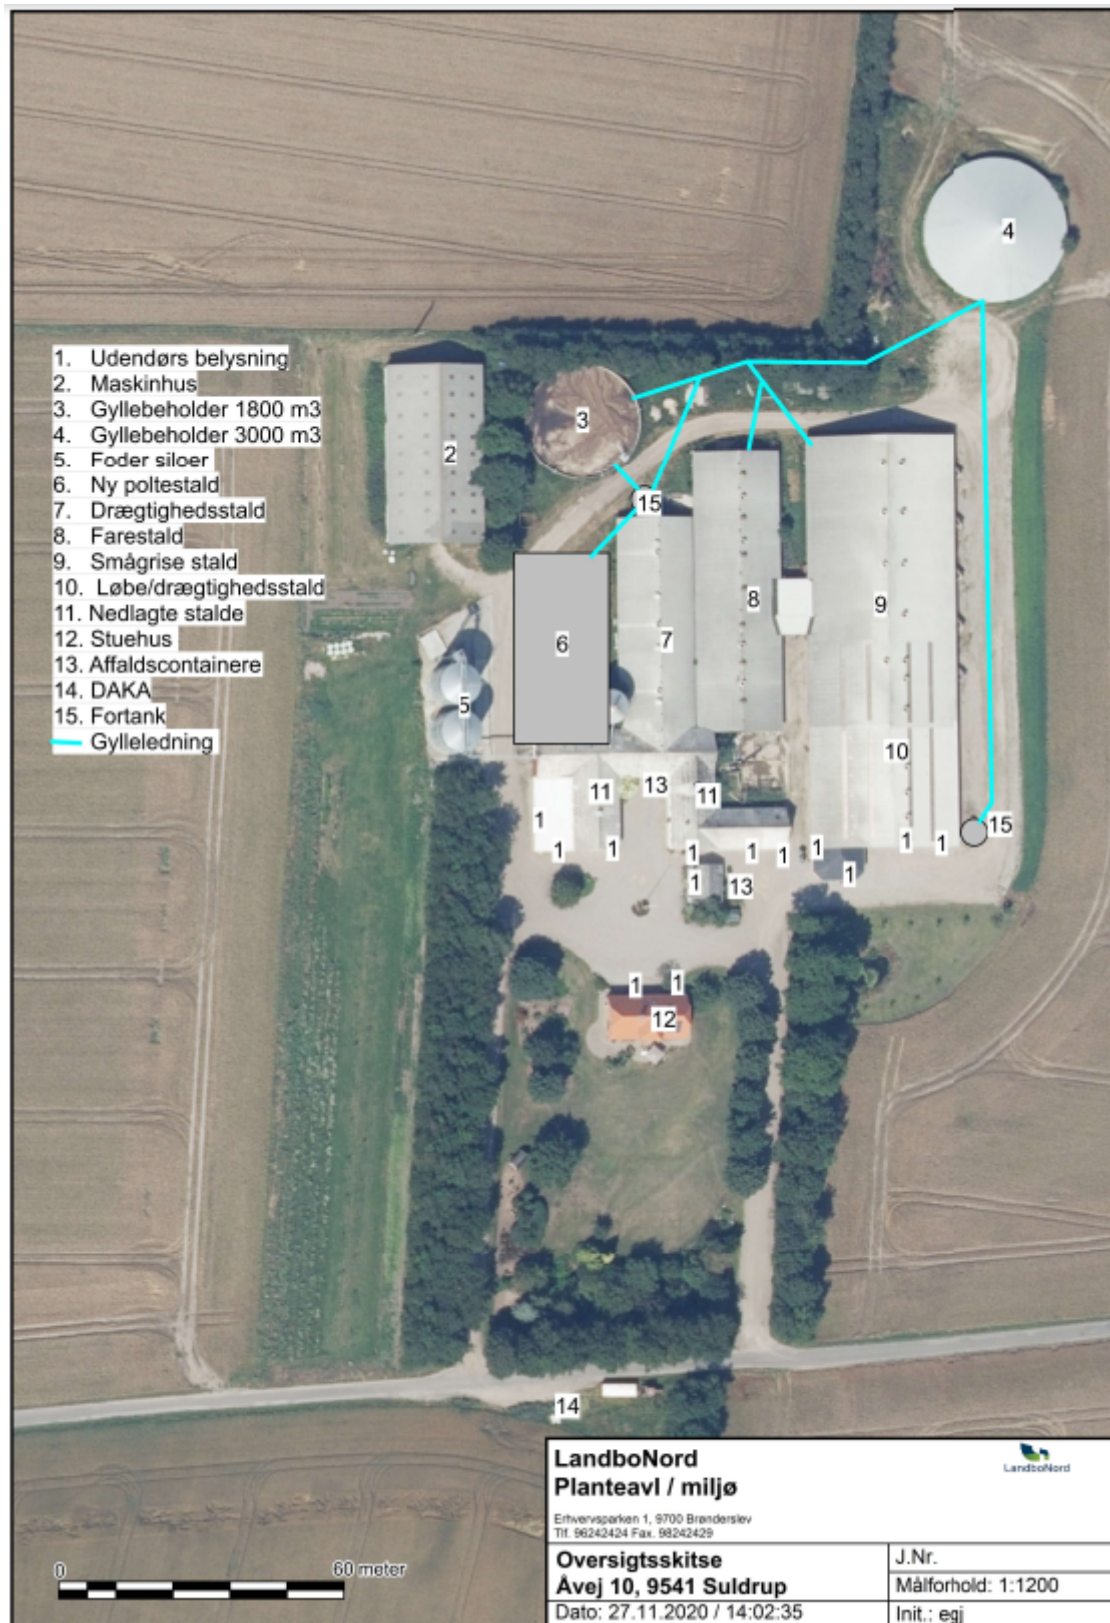 4
1. Udendørs belysning
2. Maskinhus
3. Gyllebeholder 1800 m3
4. Gyllebeholder 3000 m3
5. Foder siloer
6. Ny poltestald
7. Drægtighedsstald
8. Farestald
9. Smågrise stald
10. Løbe/drægtighedsstald
11. Nedlagte stalde
12. Stuehus
13. Affaldscontainere
14. DAKA
15. Fortank
Gylleledning
3
2
15
8
9
7
6
5
10
13
11
11
1
15
1
1
1
1
1
1
1
1
1
1
13
1
1
1
12
14
LandboNord
Planteavl / miljø
LandboNord
Erhvervsparken 1, 9700 Brønderslev
Tlf. 96242424 Fax. 98242429
Oversigtsskitse
Åvej 10, 9541 Suldrup
J.Nr.
Målforhold: 1:1200
Dato: 27.11.2020 / 14:02:35
Init.: egj
0 60 meter